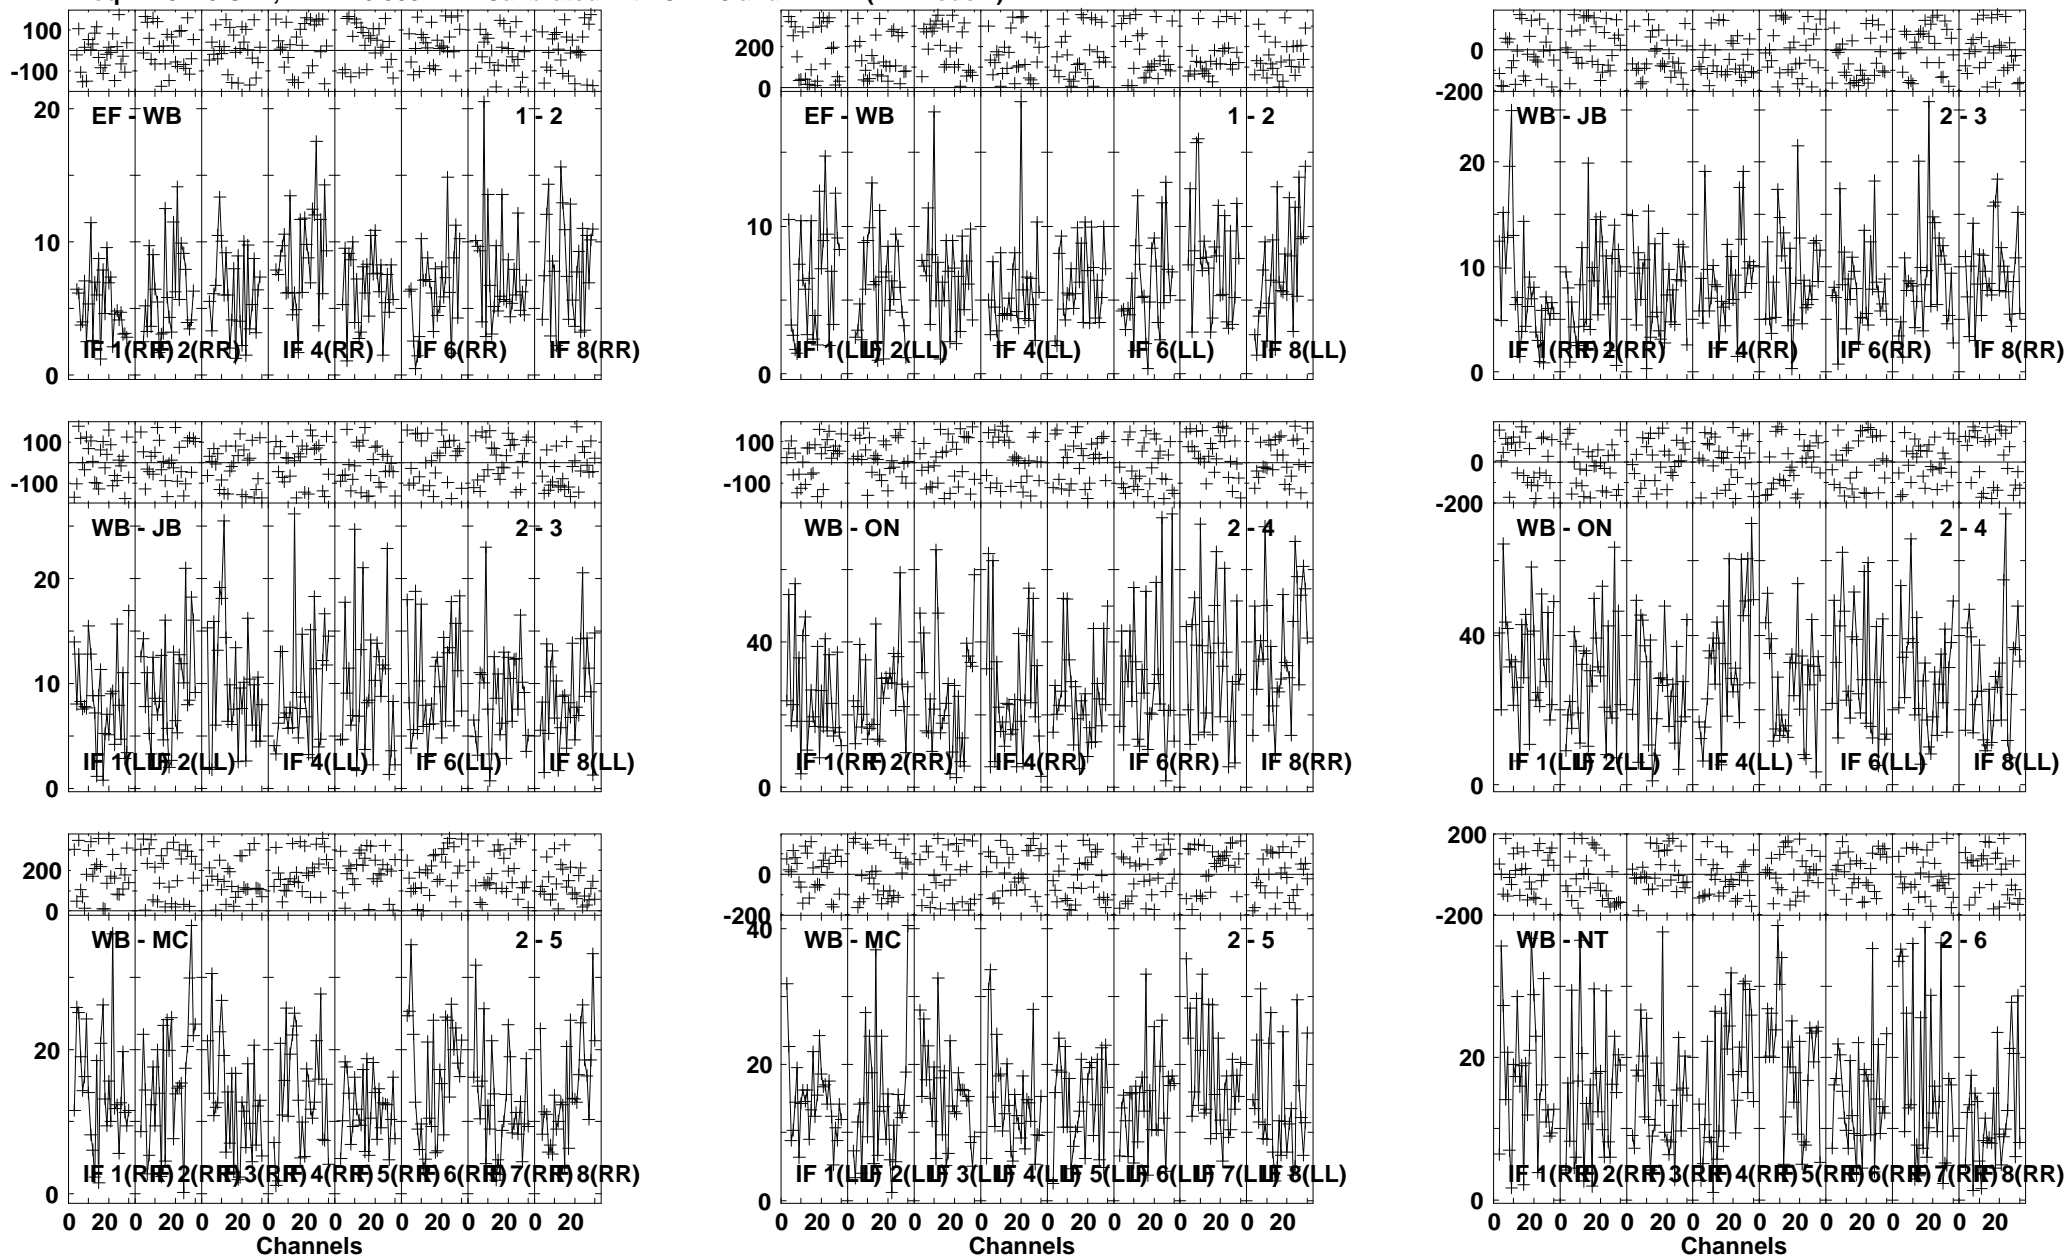 100
-100
20
10
0
EF - WB 1 - 2
IF 1(RR) IF 2(RR) IF 4(RR) IF 6(RR) IF 8(RR)
200
0
10
0
EF - WB 1 - 2
IF 1(LL) IF 2(LL) IF 4(LL) IF 6(LL) IF 8(LL)
0
-200
20
10
0
WB - JB 2 - 3
IF 1(RR) IF 2(RR) IF 4(RR) IF 6(RR) IF 8(RR)
100
-100
20
10
0
WB - JB 2 - 3
IF 1(LL) IF 2(LL) IF 4(LL) IF 6(LL) IF 8(LL)
100
-100
40
0
WB - ON 2 - 4
IF 1(RR) IF 2(RR) IF 4(RR) IF 6(RR) IF 8(RR)
0
-200
40
0
WB - ON 2 - 4
IF 1(LL) IF 2(LL) IF 4(LL) IF 6(LL) IF 8(LL)
200
0
20
0
WB - MC 2 - 5
IF 1(RR) IF 2(RR) IF 3(RR) IF 4(RR) IF 5(RR) IF 6(RR) IF 7(RR) IF 8(RR)
0 20 0 20 0 20 0 20 0 20 0 20 0 20 0 20
Channels
0
-200
40
20
0
WB - MC 2 - 5
IF 1(LL) IF 2(LL) IF 3(LL) IF 4(LL) IF 5(LL) IF 6(LL) IF 7(LL) IF 8(LL)
0 20 0 20 0 20 0 20 0 20 0 20 0 20 0 20
Channels
200
0
-200
20
0
WB - NT 2 - 6
IF 1(RR) IF 2(RR) IF 3(RR) IF 4(RR) IF 5(RR) IF 6(RR) IF 7(RR) IF 8(RR)
0 20 0 20 0 20 0 20 0 20 0 20 0 20 0 20
Channels